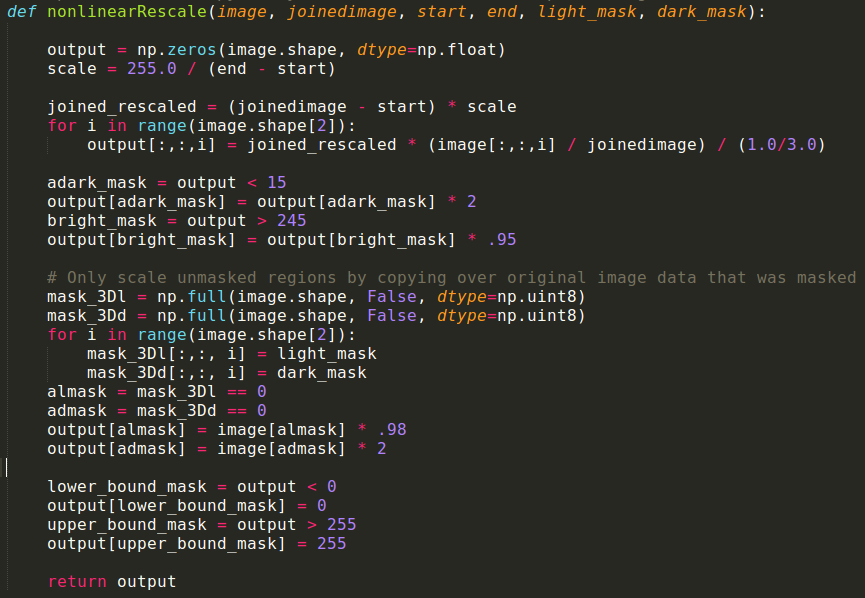 def nonlinearRescale(image, joinedimage, start, end, light_mask, dark_mask):
output = np.zeros(image.shape, dtype=np.float)
scale = 255.0 / (end - start)
joined_rescaled = (joinedimage - start) * scale
for i in range(image.shape[2]):
output[:,:,i] = joined_rescaled * (image[:,:,i] / joinedimage) / (1.0/3.0)
adark_mask = output < 15
output[adark_mask] = output[adark_mask] * 2
bright_mask = output > 245
output[bright_mask] = output[bright_mask] * .95
# Only scale unmasked regions by copying over original image data that was masked
mask_3Dl = np.full(image.shape, False, dtype=np.uint8)
mask_3Dd = np.full(image.shape, False, dtype=np.uint8)
for i in range(image.shape[2]):
mask_3Dl[:,:, i] = light_mask
mask_3Dd[:,:, i] = dark_mask
almask = mask_3Dl == 0
admask = mask_3Dd == 0
output[almask] = image[almask] * .98
output[admask] = image[admask] * 2
lower_bound_mask = output < 0
output[lower_bound_mask] = 0
upper_bound_mask = output > 255
output[upper_bound_mask] = 255
return output